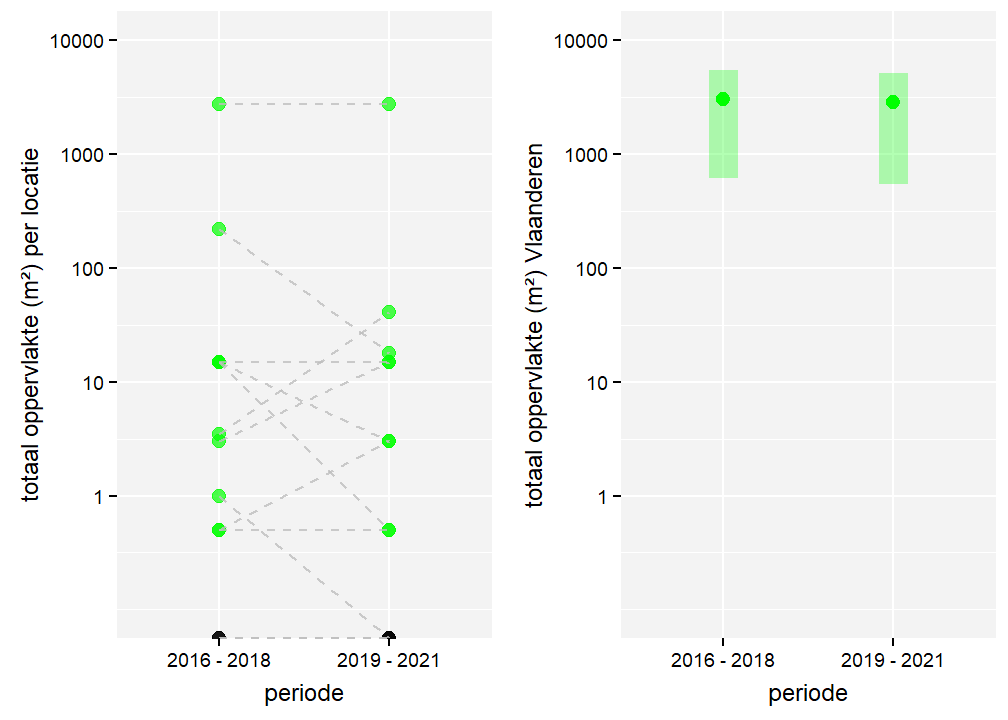 totaal oppervlakte (m²) per locatie
10000
1000
100
10
1
2016 - 2018
2019 - 2021
periode
totaal oppervlakte (m²) Vlaanderen
10000
1000
100
10
1
2016 - 2018
2019 - 2021
periode